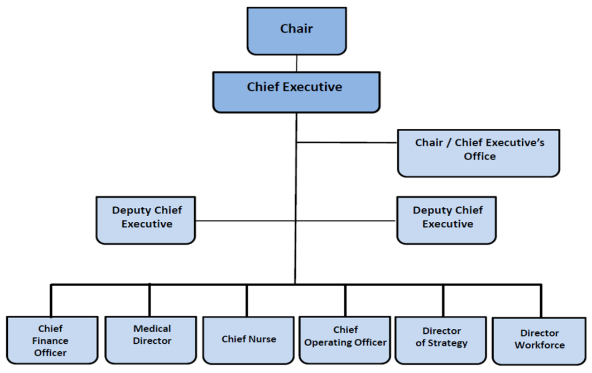 Chair
Chief Executive
Chair / Chief Executive's
Office
Deputy Chief
Executive
Deputy Chief
Executive
Chief
Finance
Officer
Medical
Director
Chief Nurse
Chief
Operating Officer
Director
of Strategy
Director
Workforce